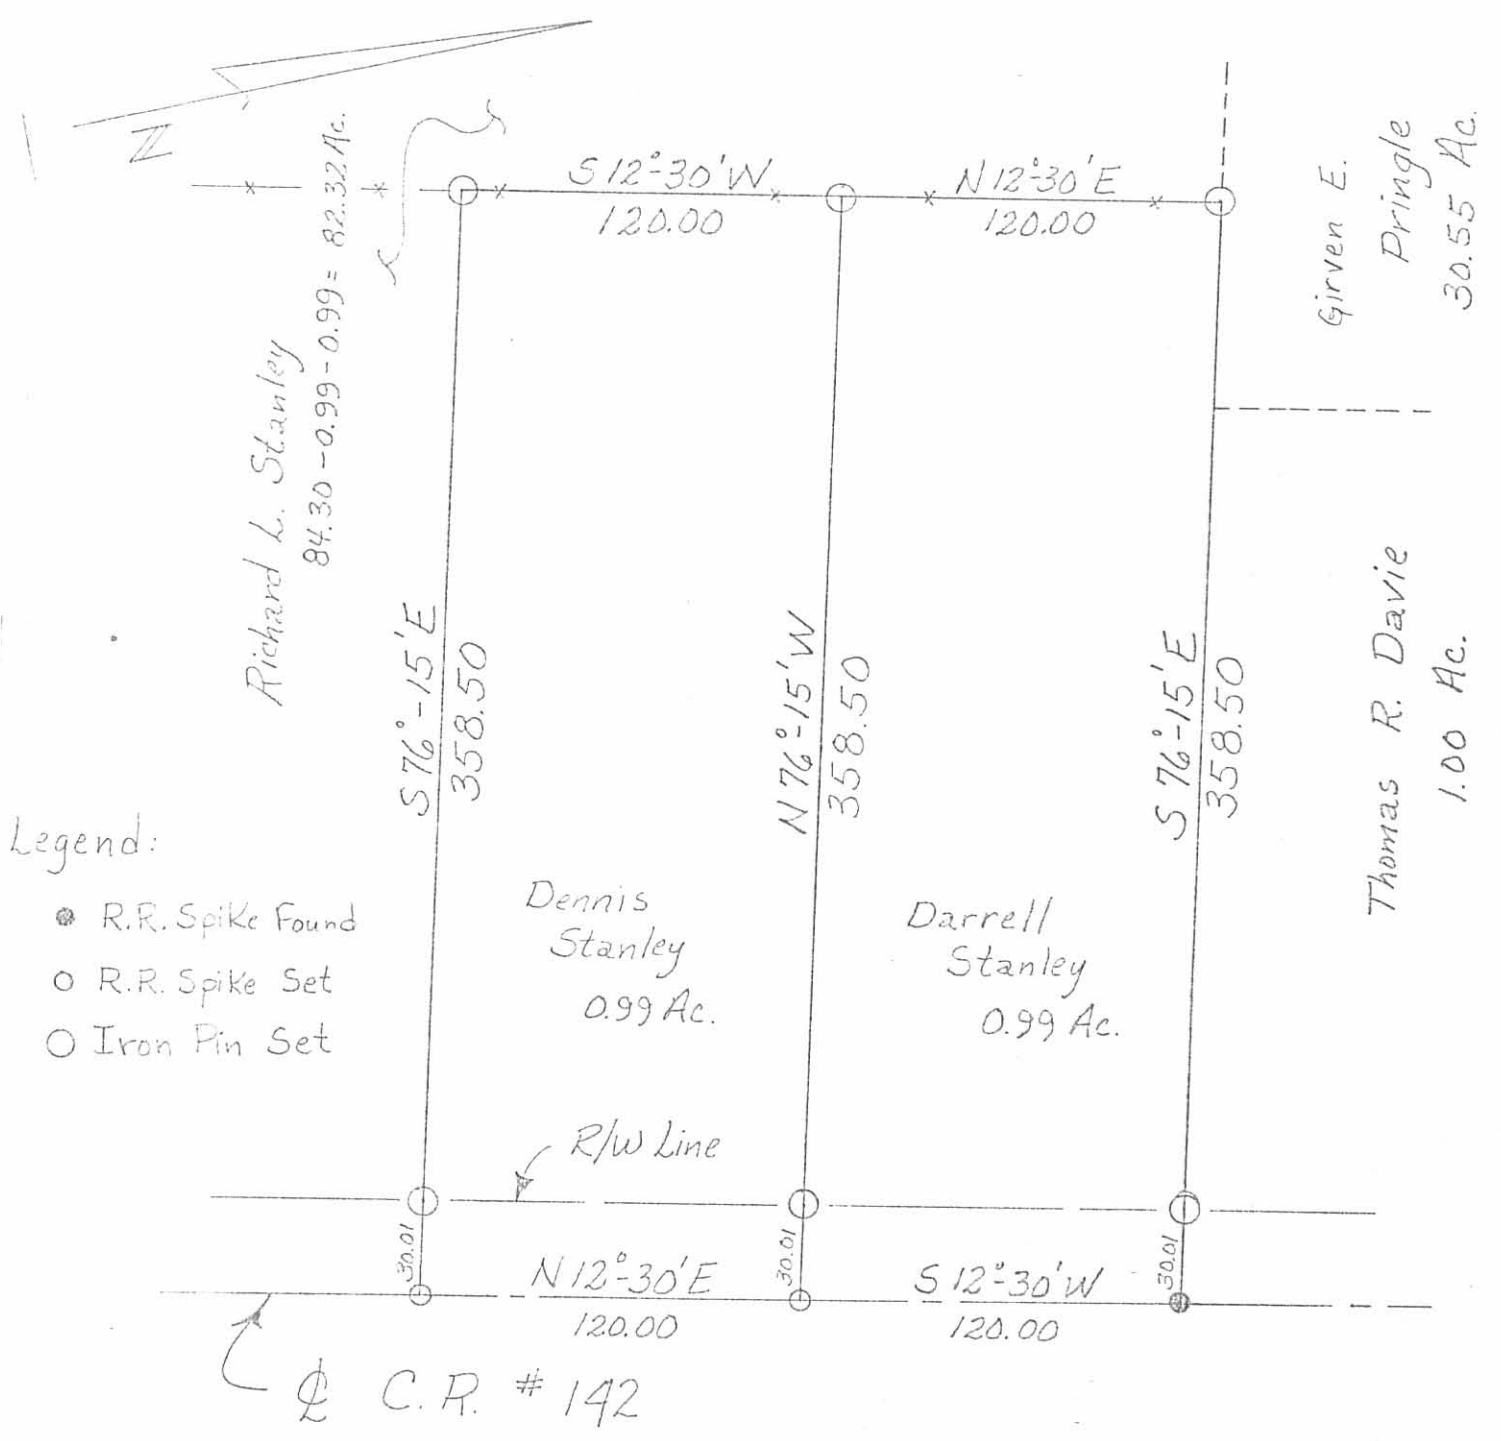 N
S 12°-30' W
120.00
N 12°-30' E
120.00
Girven E.
Pringle
30.55 Ac.
Richard L. Stanley
84.30-0.99-0.99= 82.32 Ac.
S 76°-15' E
358.50
N 76°-15' W
358.50
S 76°-15' E
358.50
Thomas R. Davie
1.00 Ac.
Legend:
R.R. Spike Found
R.R. Spike Set
Iron Pin Set
Dennis
Stanley
0.99 Ac.
Darrell
Stanley
0.99 Ac.
R/W Line
30.01
30.01
30.01
N 12°-30' E
120.00
S 12°-30' W
120.00
℄ C.R. # 142